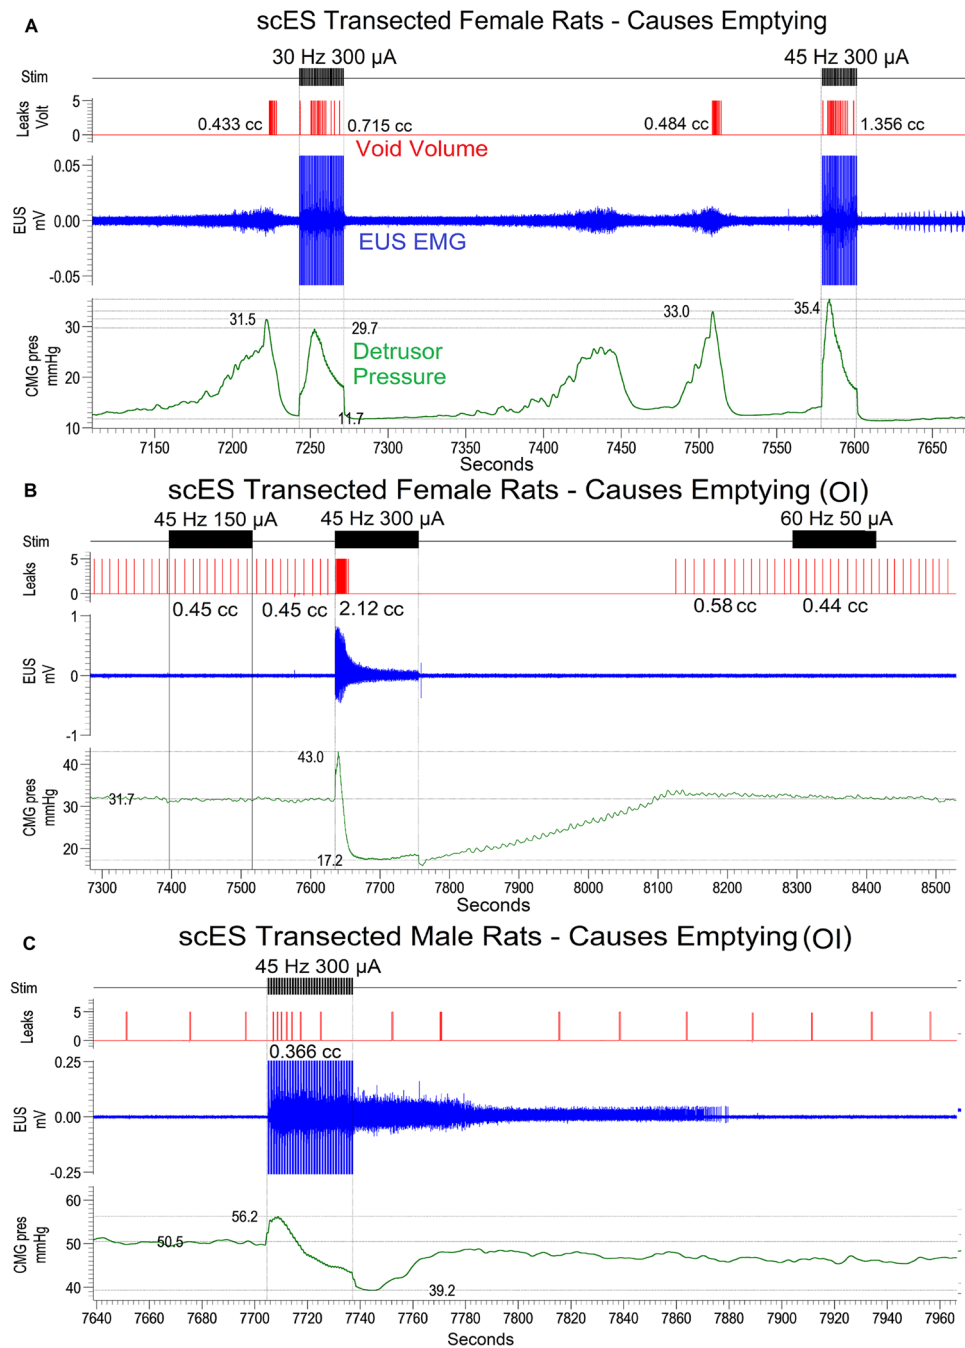 A
scES Transected Female Rats - Causes Emptying
30 Hz 300 µA
45 Hz 300 µA
Stim
Leaks
Volt
5
0
0.433 cc
0.715 cc
0.484 cc
1.356 cc
Void Volume
EUS
mV
0.05
0.00
-0.05
EUS EMG
CMG pres
mmHg
30
20
10
31.5
29.7
33.0
35.4
Detrusor
Pressure
11.7
7150 7200 7250 7300 7350 7400 7450 7500 7550 7600 7650
Seconds
B
scES Transected Female Rats - Causes Emptying (OI)
45 Hz 150 µA
45 Hz 300 µA
60 Hz 50 µA
Stim
Leaks
5
0
0.45 cc
0.45 cc
2.12 cc
0.58 cc
0.44 cc
EUS
mV
1
0
-1
CMG pres
mmHg
40
30
20
43.0
31.7
17.2
7300 7400 7500 7600 7700 7800 7900 8000 8100 8200 8300 8400 8500
Seconds
C
scES Transected Male Rats - Causes Emptying (OI)
45 Hz 300 µA
Stim
Leaks
5
0
0.366 cc
EUS
mV
0.25
0.00
-0.25
CMG pres
mmHg
60
50
40
56.2
50.5
39.2
7640 7660 7680 7700 7720 7740 7760 7780 7800 7820 7840 7860 7880 7900 7920 7940 7960
Seconds